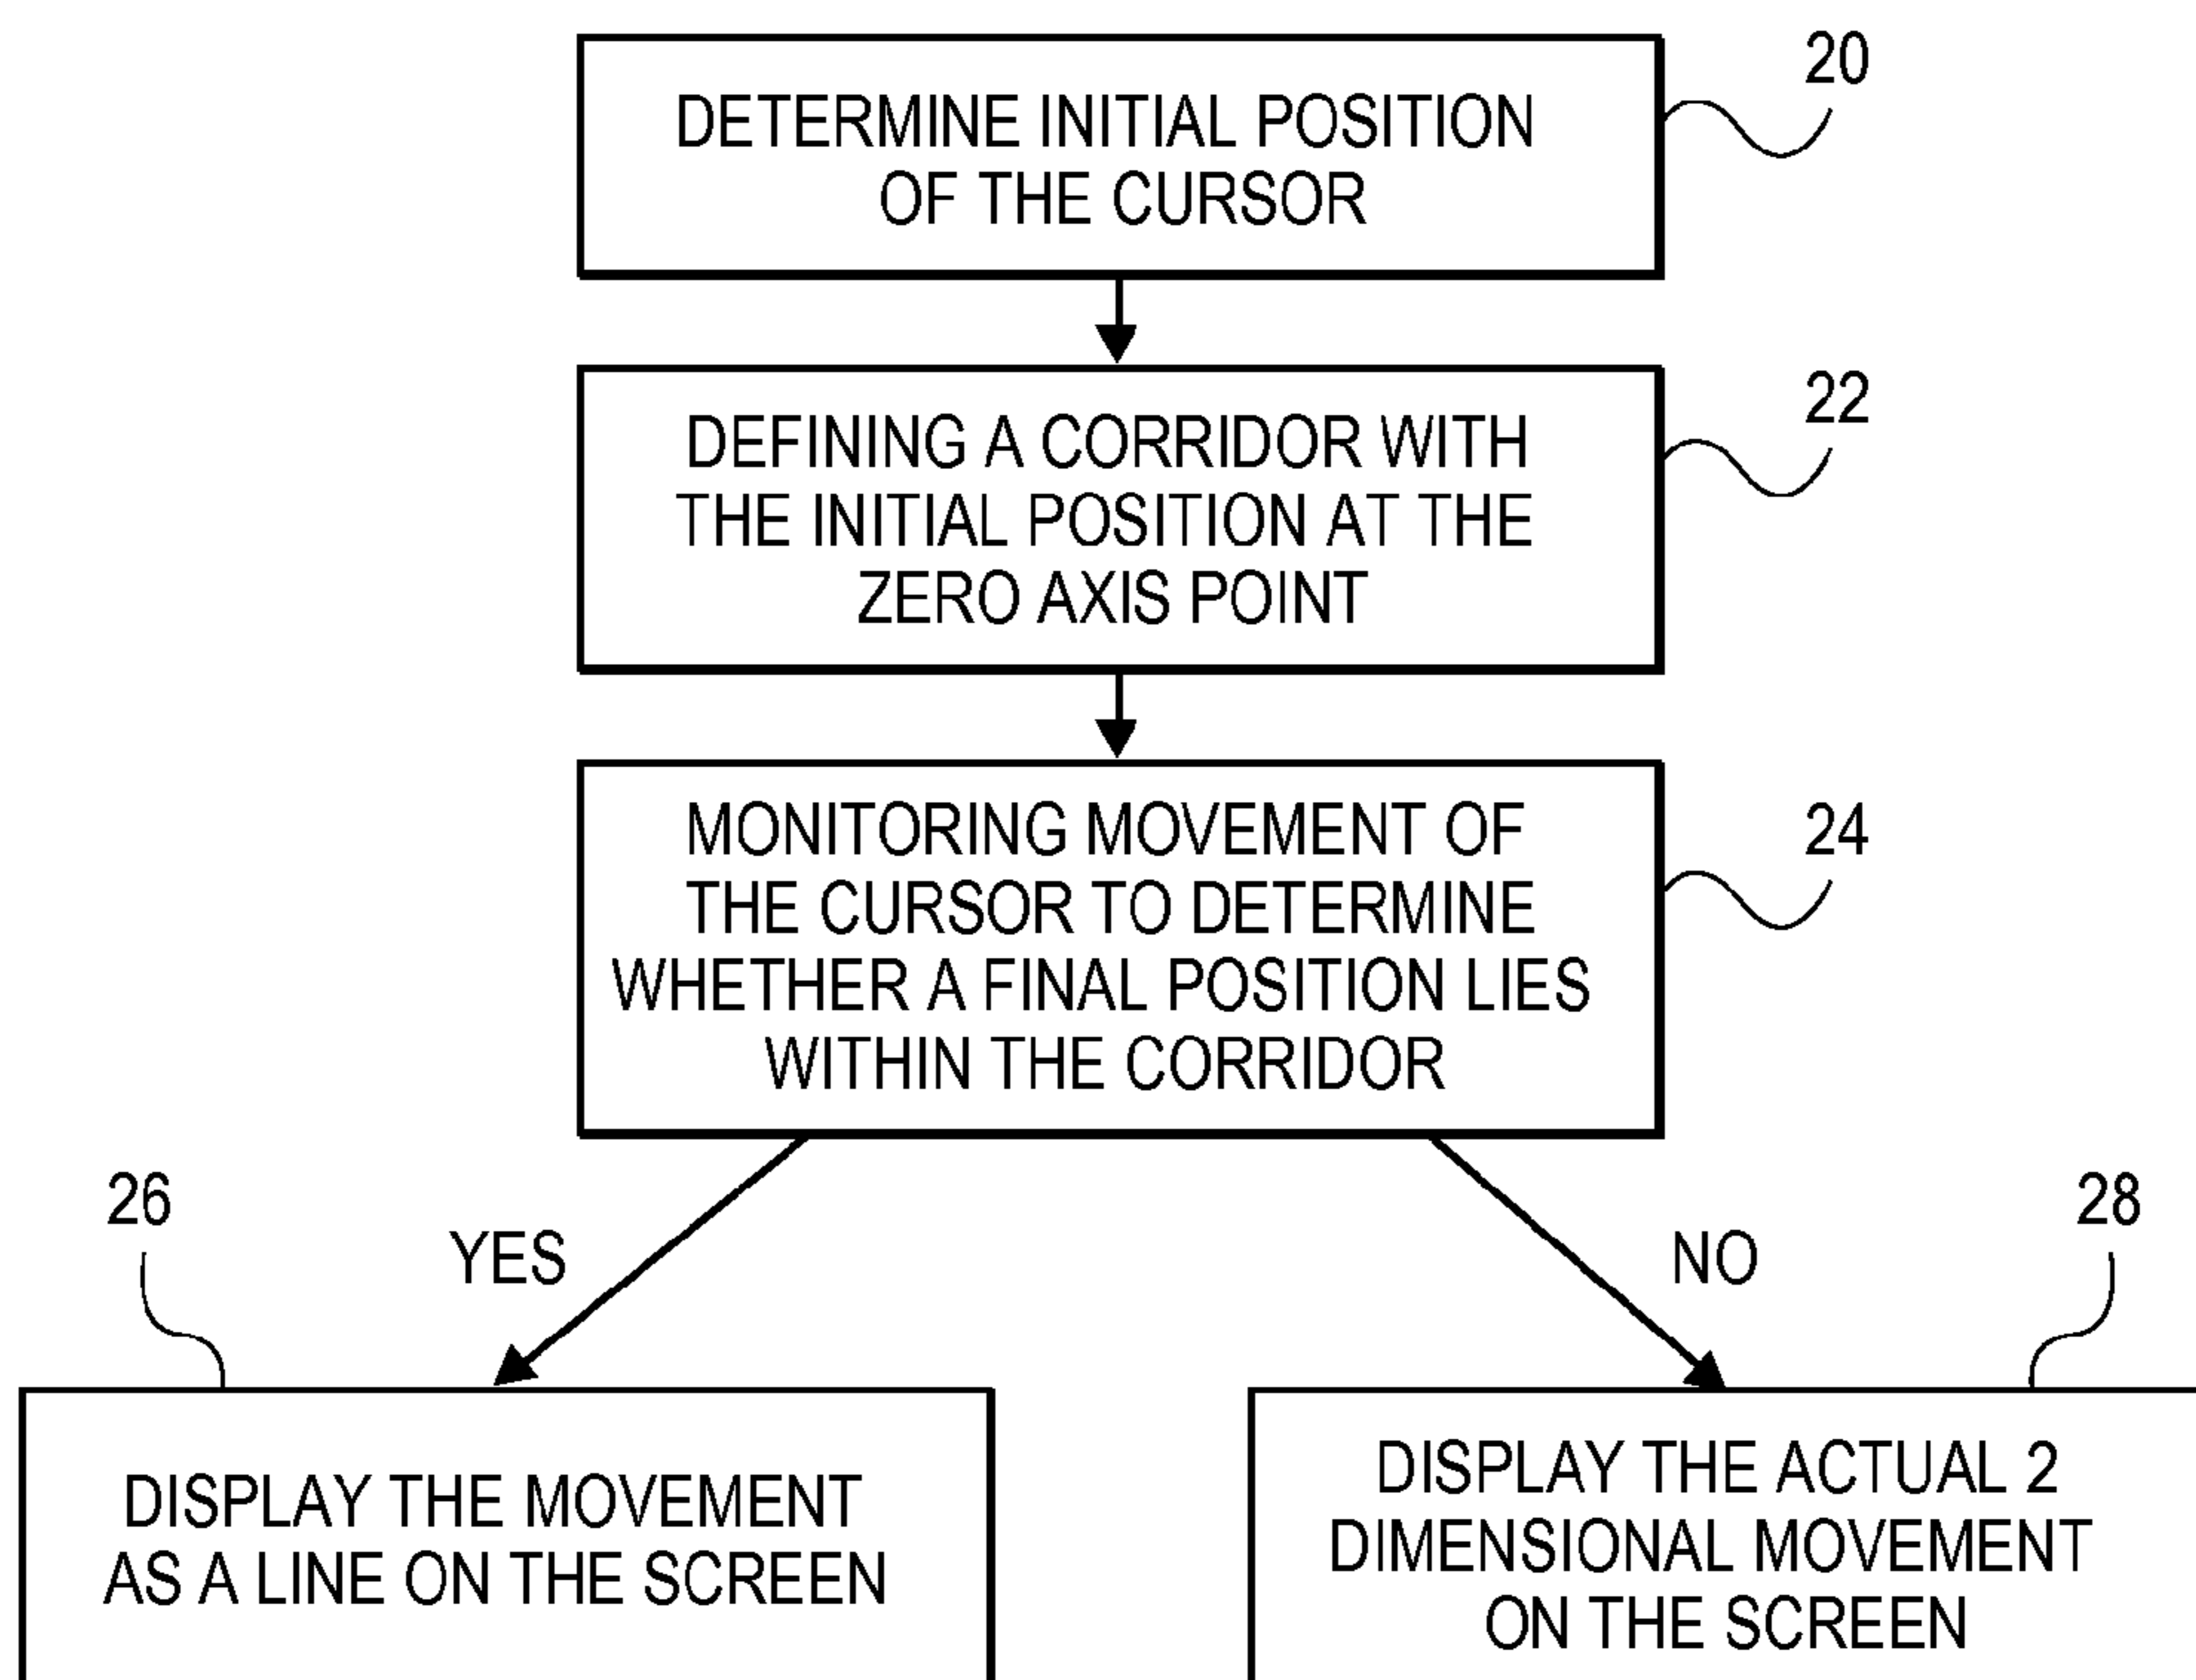 DETERMINE INITIAL POSITION
OF THE CURSOR
20
DEFINING A CORRIDOR WITH
THE INITIAL POSITION AT THE
ZERO AXIS POINT
22
MONITORING MOVEMENT OF
THE CURSOR TO DETERMINE
WHETHER A FINAL POSITION LIES
WITHIN THE CORRIDOR
24
26
YES
NO
28
DISPLAY THE MOVEMENT
AS A LINE ON THE SCREEN
DISPLAY THE ACTUAL 2
DIMENSIONAL MOVEMENT
ON THE SCREEN